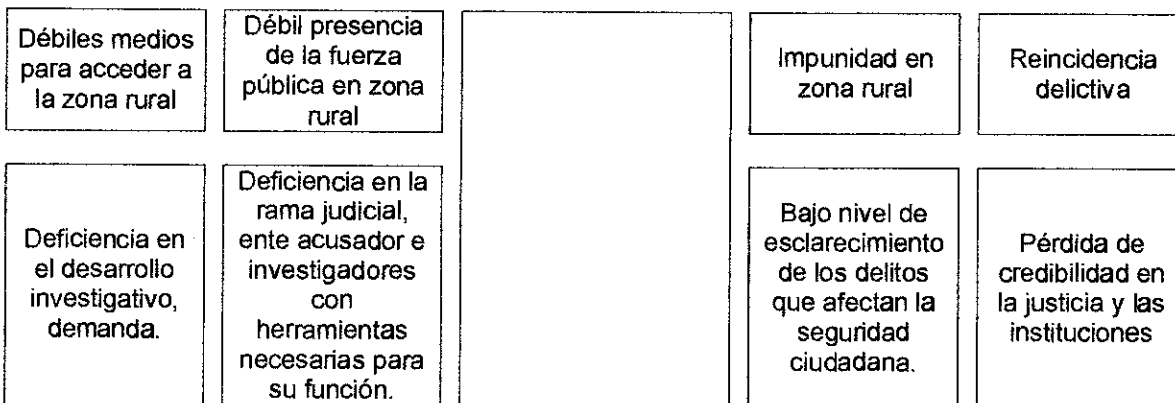 Débiles medios
para acceder a
la zona rural
Débil presencia
de la fuerza
pública en zona
rural
Impunidad en
zona rural
Reincidencia
delictiva
Deficiencia en
el desarrollo
investigativo,
demanda.
Deficiencia en la
rama judicial,
ente acusador e
investigadores
con
herramientas
necesarias para
su función.
Bajo nivel de
esclarecimiento
de los delitos
que afectan la
seguridad
ciudadana.
Pérdida de
credibilidad en
la justicia y las
instituciones